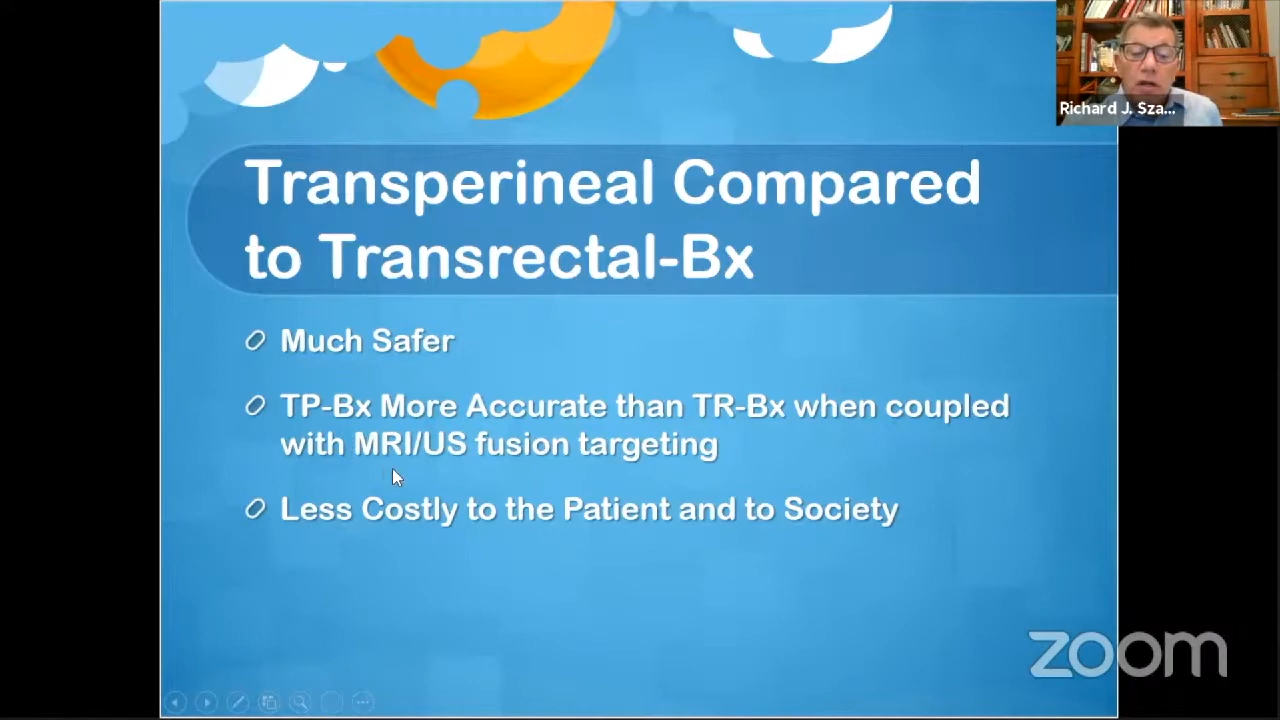 Richard J. Sza...
Transperineal Compared
to Transrectal-Bx
Much Safer
TP-Bx More Accurate than TR-Bx when coupled
with MRI/US fusion targeting
Less Costly to the Patient and to Society
zoom